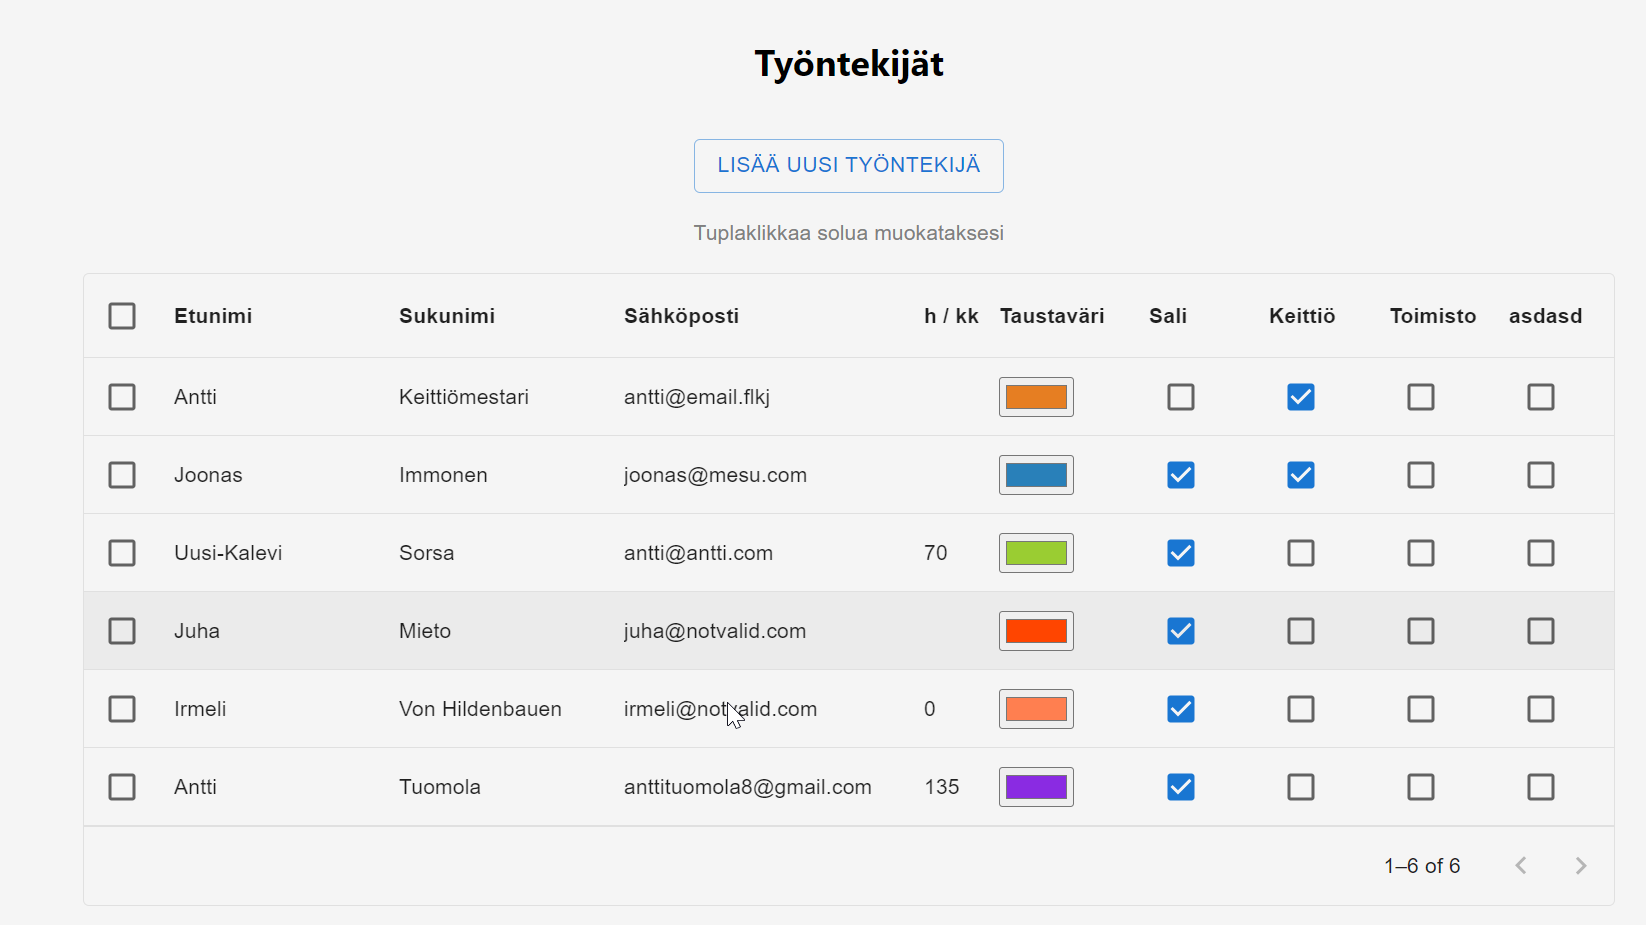 Työntekijät
LISÄÄ UUSI TYÖNTEKIJÄ
Tuplaklikkaa solua muokataksesi
Etunimi Sukunimi Sähköposti h / kk Taustaväri Sali Keittiö Toimisto asdasd
Antti Keittiömestari antti@email.flkj
Joonas Immonen joonas@mesu.com
Uusi-Kalevi Sorsa antti@antti.com 70
Juha Mieto juha@notvalid.com
Irmeli Von Hildenbauen irmeli@notvalid.com 0
Antti Tuomola anttituomola8@gmail.com 135
1–6 of 6